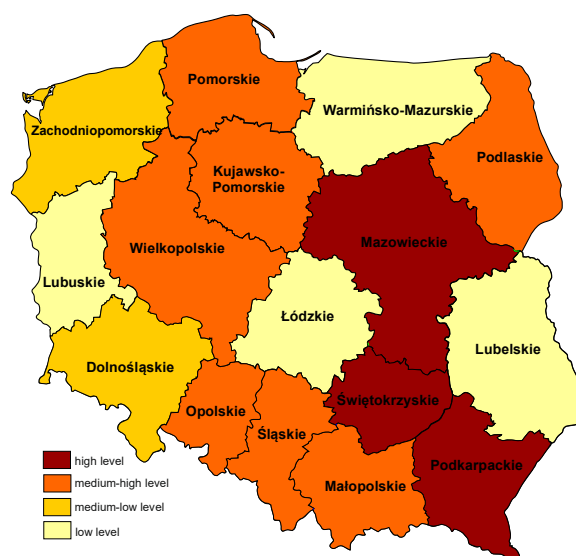 Pomorskie
Warmińsko-Mazurskie
Zachodniopomorskie
Podlaskie
Kujawsko-
Pomorskie
Wielkopolskie
Mazowieckie
Lubuskie
Łódzkie
Lubelskie
Dolnośląskie
Świętokrzyskie
Opolskie
Śląskie
Podkarpackie
Małopolskie
high level
medium-high level
medium-low level
low level